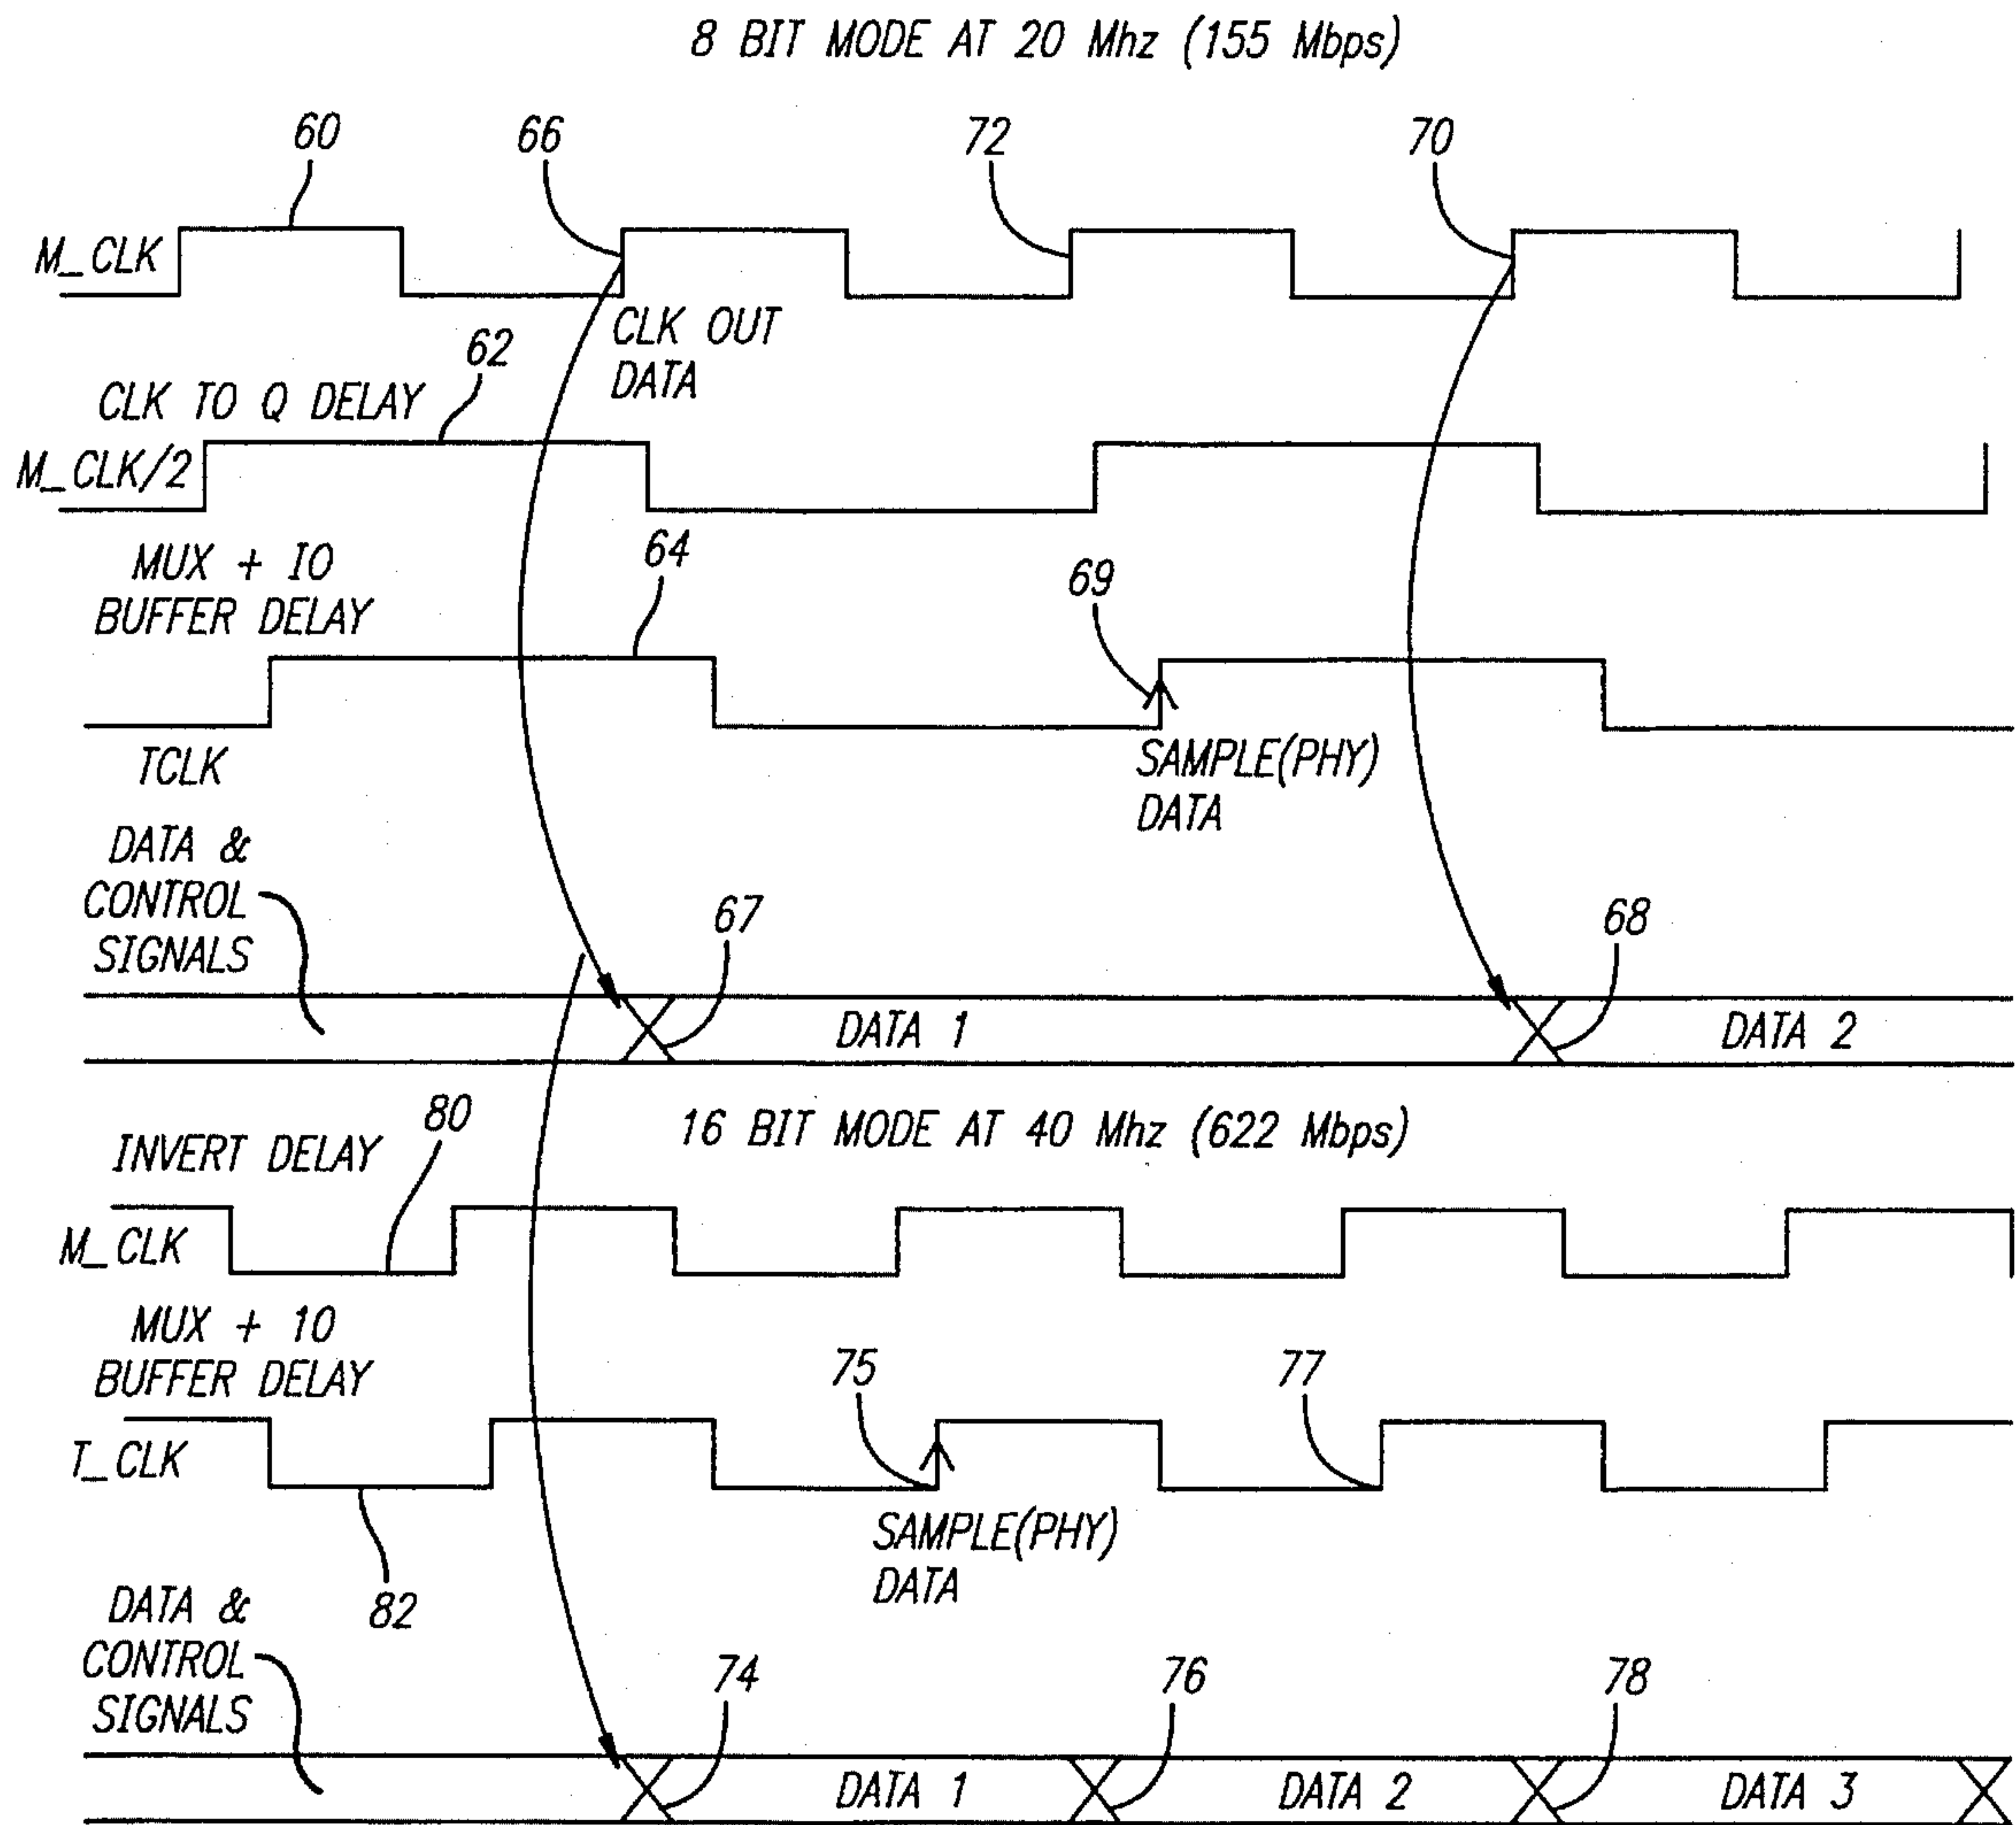 8 BIT MODE AT 20 Mhz (155 Mbps)
60
66
72
70
M_CLK
CLK OUT
DATA
62
CLK TO Q DELAY
M_CLK/2
MUX + IO
BUFFER DELAY
64
69
TCLK
SAMPLE(PHY)
DATA
DATA &
CONTROL
SIGNALS
67
68
DATA 1
DATA 2
16 BIT MODE AT 40 Mhz (622 Mbps)
INVERT DELAY
80
M_CLK
MUX + 10
BUFFER DELAY
75
77
T_CLK
SAMPLE(PHY)
DATA
82
DATA &
CONTROL
SIGNALS
74
76
78
DATA 1
DATA 2
DATA 3